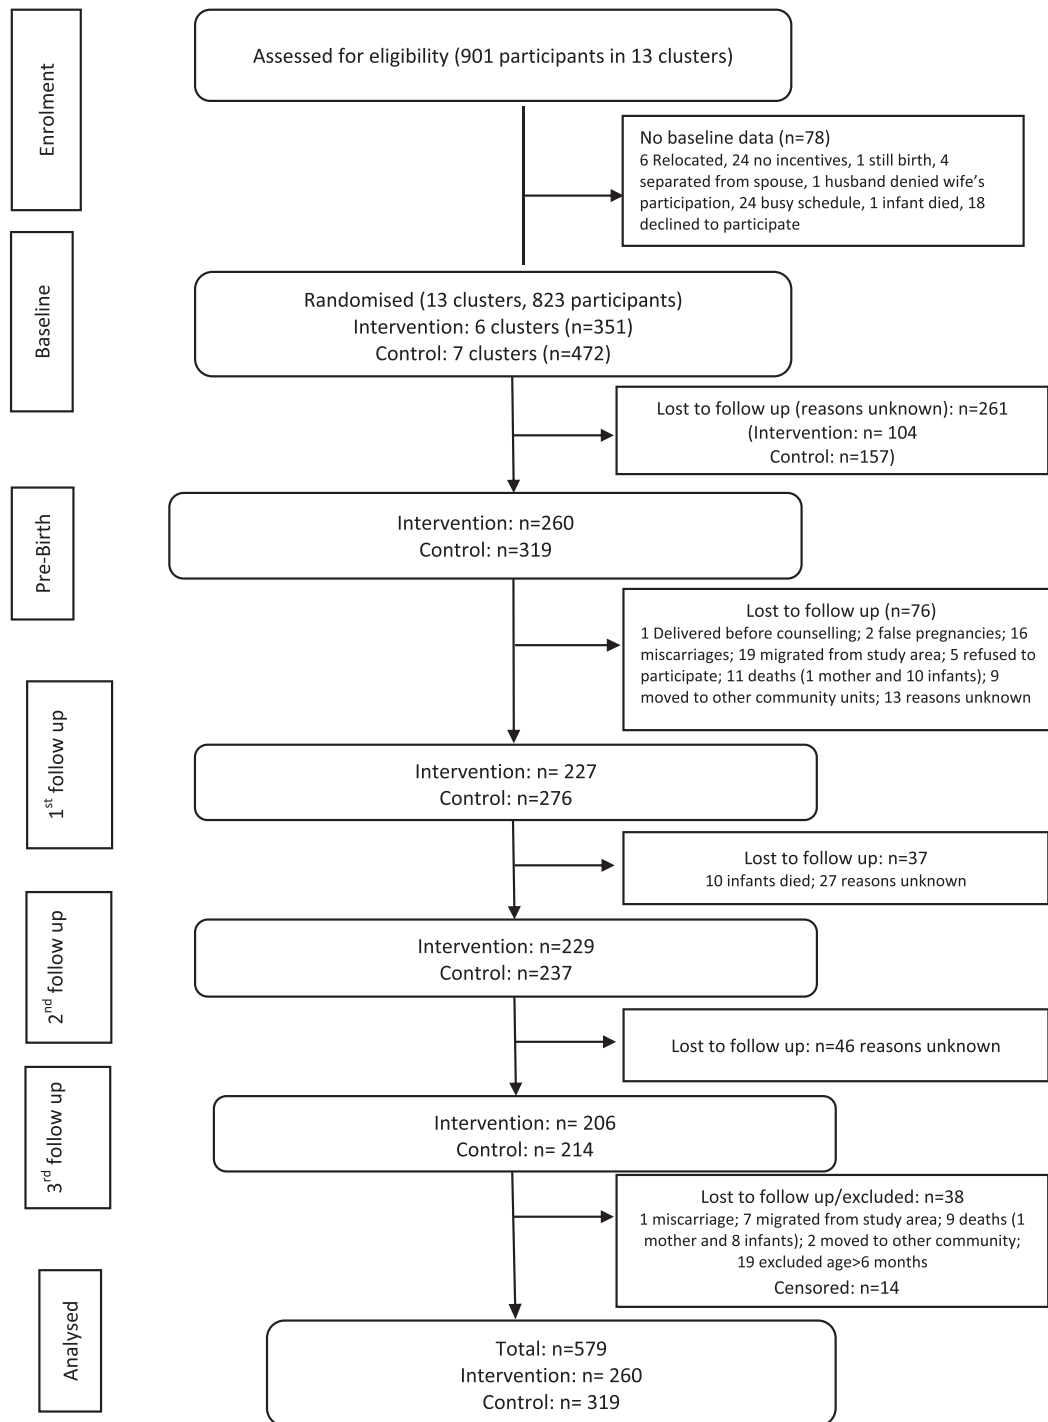 Enrolment
Assessed for eligibility (901 participants in 13 clusters)
No baseline data (n=78)
6 Relocated, 24 no incentives, 1 still birth, 4
separated from spouse, 1 husband denied wife's
participation, 24 busy schedule, 1 infant died, 18
declined to participate
Baseline
Randomised (13 clusters, 823 participants)
Intervention: 6 clusters (n=351)
Control: 7 clusters (n=472)
Lost to follow up (reasons unknown): n=261
(Intervention: n= 104
Control: n=157)
Pre-Birth
Intervention: n=260
Control: n=319
Lost to follow up (n=76)
1 Delivered before counselling; 2 false pregnancies; 16
miscarriages; 19 migrated from study area; 5 refused to
participate; 11 deaths (1 mother and 10 infants); 9
moved to other community units; 13 reasons unknown
1st follow up
Intervention: n= 227
Control: n=276
Lost to follow up: n=37
10 infants died; 27 reasons unknown
2nd follow up
Intervention: n=229
Control: n=237
Lost to follow up: n=46 reasons unknown
3rd follow up
Intervention: n= 206
Control: n= 214
Lost to follow up/excluded: n=38
1 miscarriage; 7 migrated from study area; 9 deaths (1
mother and 8 infants); 2 moved to other community;
19 excluded age>6 months
Censored: n=14
Analysed
Total: n=579
Intervention: n= 260
Control: n= 319